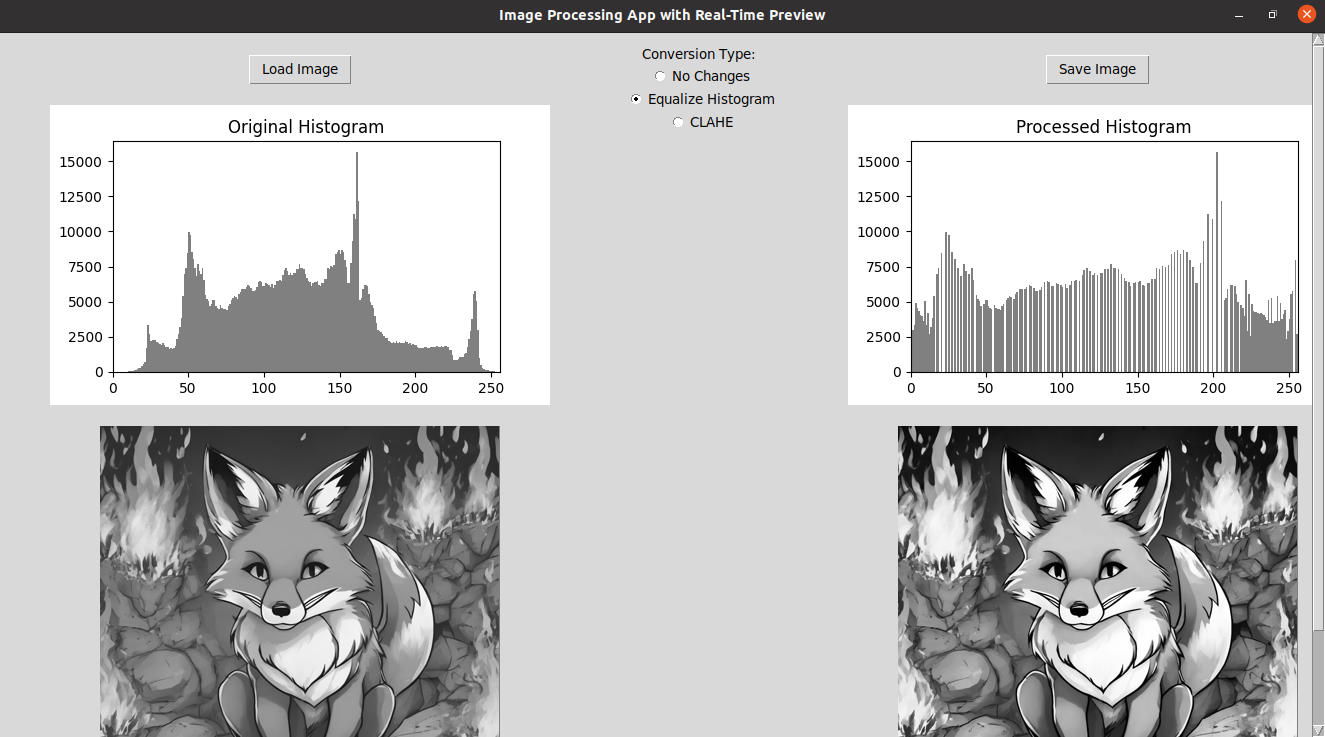 Image Processing App with Real-Time Preview
Load Image
Conversion Type:
No Changes
Equalize Histogram
CLAHE
Save Image
Original Histogram
15000
12500
10000
7500
5000
2500
0
0 50 100 150 200 250
Processed Histogram
15000
12500
10000
7500
5000
2500
0
0 50 100 150 200 250